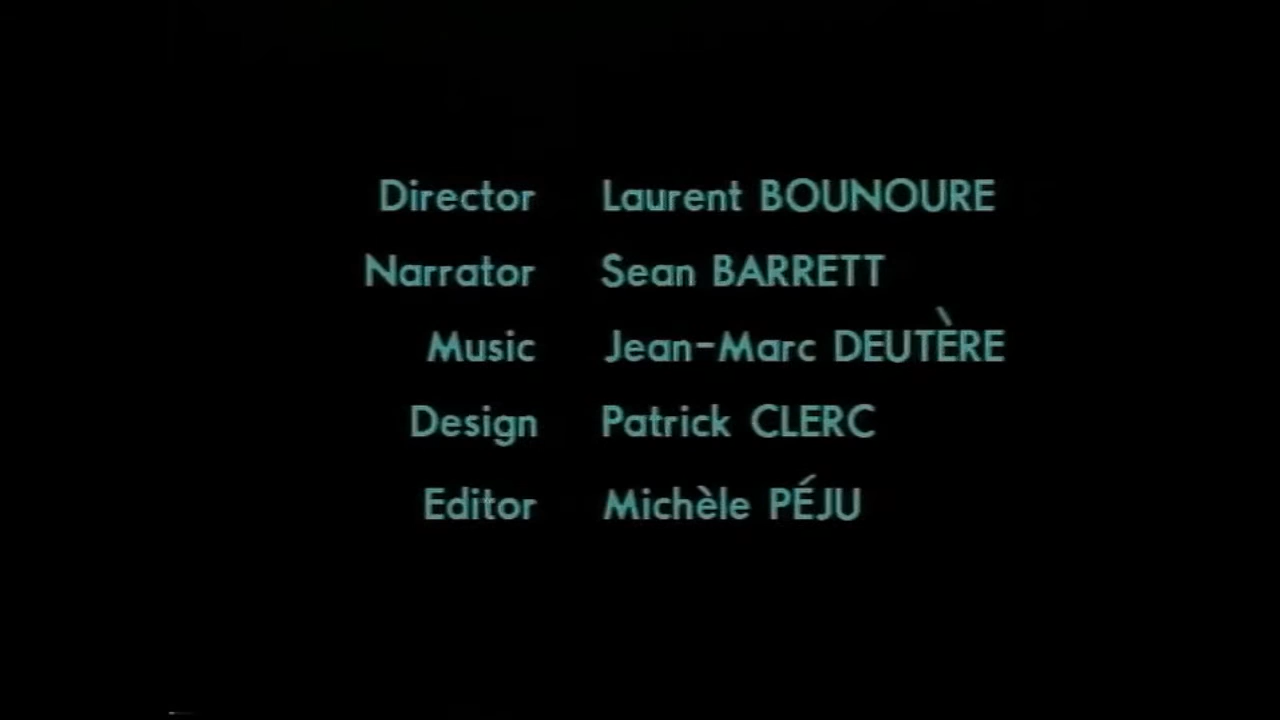 Director Laurent BOUNOURE
Narrator Sean BARRETT
Music Jean-Marc DEUTÈRE
Design Patrick CLERC
Editor Michèle PÉJU